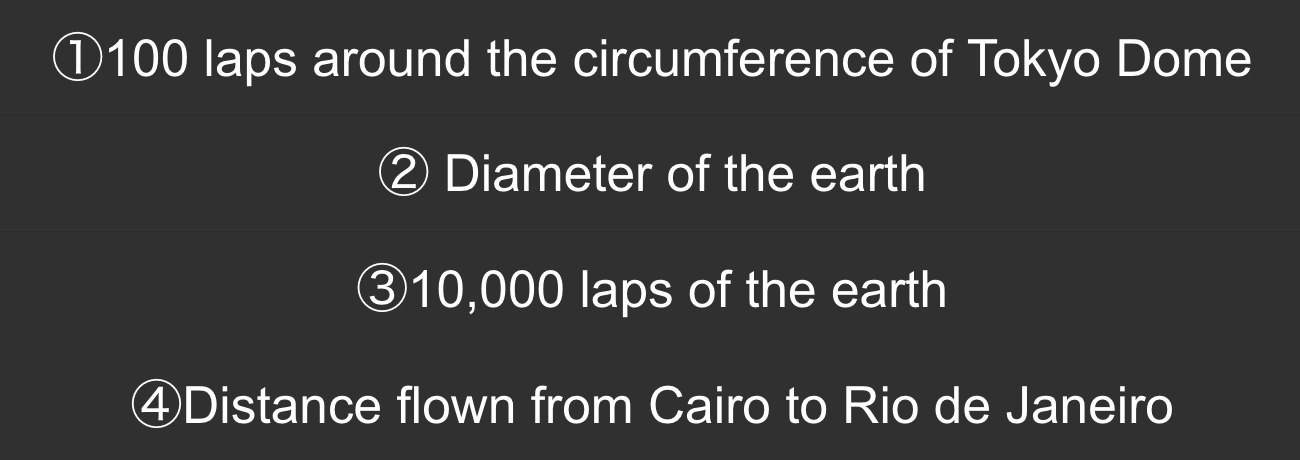 ①100 laps around the circumference of Tokyo Dome
② Diameter of the earth
③10,000 laps of the earth
④Distance flown from Cairo to Rio de Janeiro